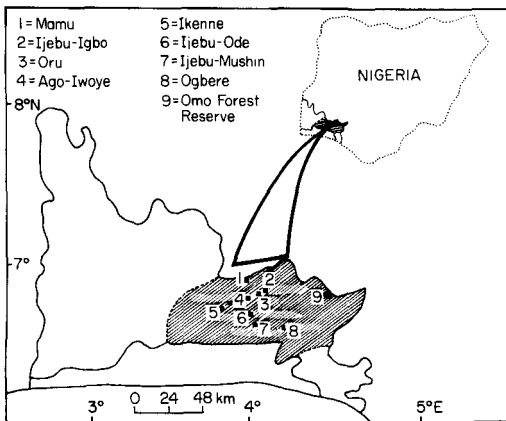 1=Mamu
2=Ijebu-Igbo
3=Oru
4=Ago-Iwoye
5=Ikenne
6=Ijebu-Ode
7=Ijebu-Mushin
8=Ogbere
9=Omo Forest
Reserve
NIGERIA
8°N
7°
1
2
3
4
5
6
7
8
9
3°
0 24 48 km
4°
5°E